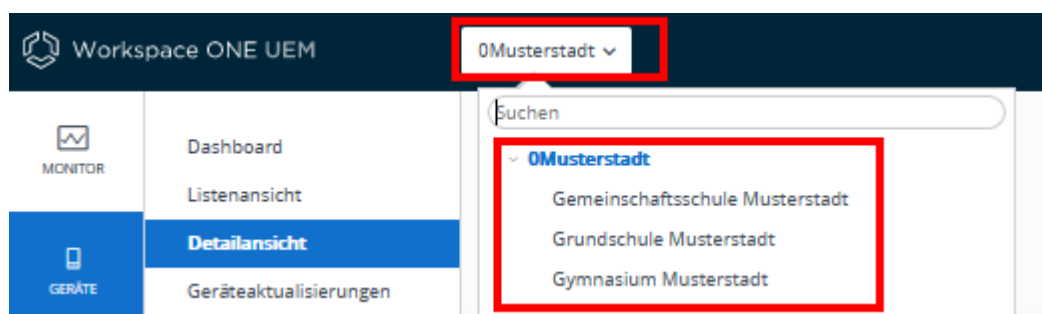 Workspace ONE UEM
0Musterstadt
Suchen
MONITOR
Dashboard
0Musterstadt
Listenansicht
Gemeinschaftsschule Musterstadt
Detailansicht
Grundschule Musterstadt
GERÄTE
Geräteaktualisierungen
Gymnasium Musterstadt